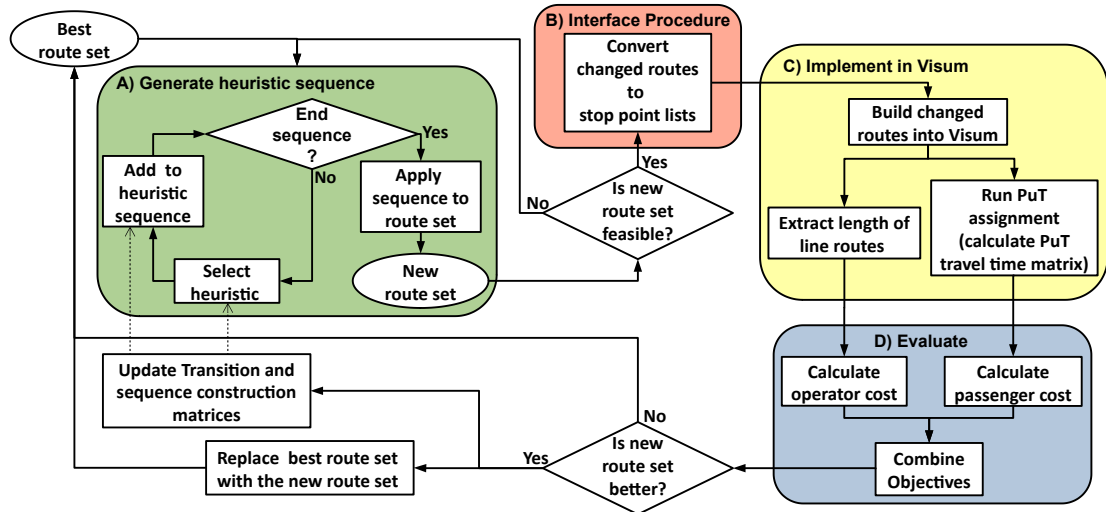 Best
route set
A) Generate heuristic sequence
End
sequence
?
Yes
No
Add to
heuristic
sequence
Apply
sequence to
route set
Select
heuristic
New
route set
B) Interface Procedure
Convert
changed routes
to
stop point lists
Yes
No
Is new
route set
feasible?
C) Implement in Visum
Build changed
routes into Visum
Extract length of
line routes
Run PuT
assignment
(calculate PuT
travel time matrix)
D) Evaluate
Calculate
operator cost
Calculate
passenger cost
Combine
Objectives
Is new
route set
better?
No
Yes
Update Transition and
sequence construction
matrices
Replace best route set
with the new route set